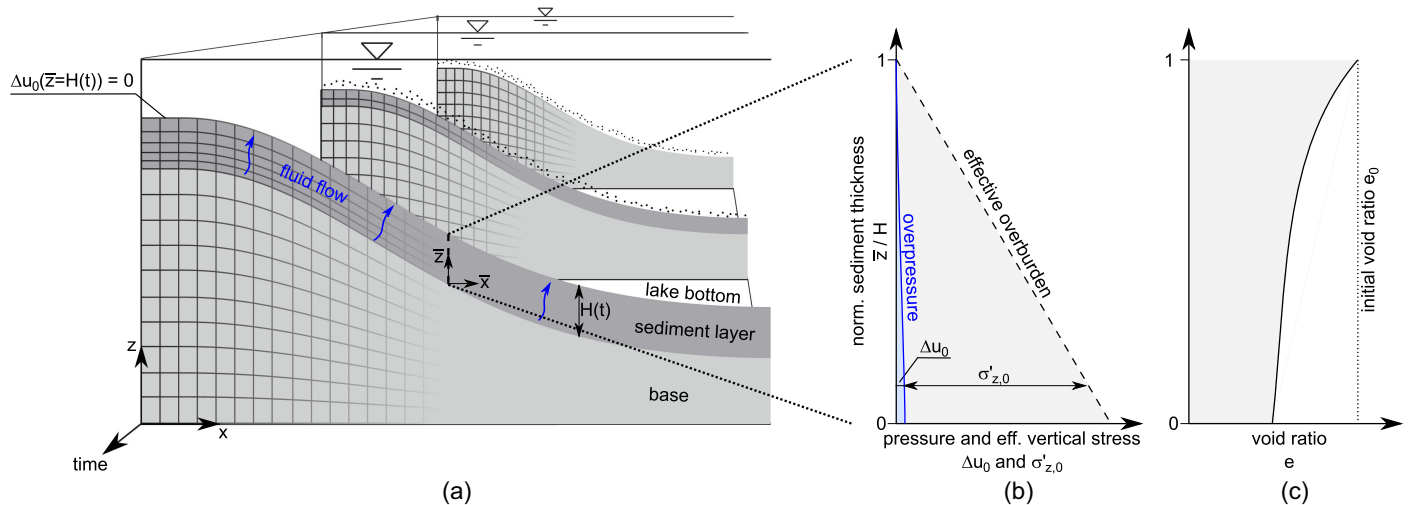 Δu₀(z̅=H(t)) = 0
fluid flow
z̅
x̅
H(t)
lake bottom
sediment layer
base
z
x
time
(a)
1
norm. sediment thickness
z̅ / H
overpressure
effective overburden
Δu₀
σ'z,0
0
pressure and eff. vertical stress
Δu₀ and σ'z,0
(b)
1
initial void ratio e₀
0
void ratio
e
(c)